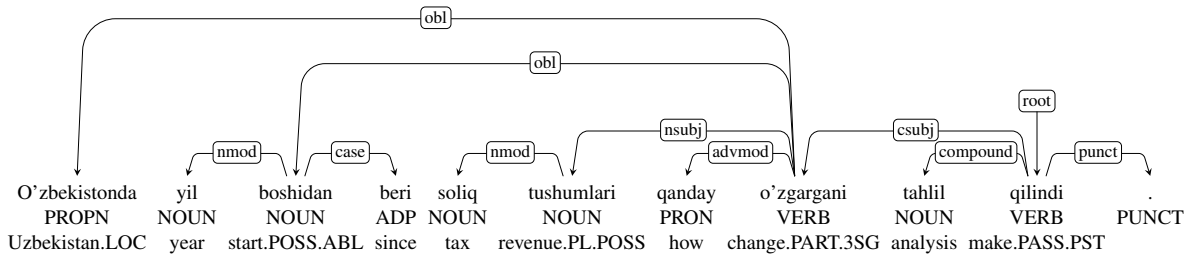 obl
obl
root
nsubj csubj
nmod case nmod advmod compound punct
O’zbekistonda yil boshidan beri soliq tushumlari qanday o’zgargani tahlil qilindi .
PROPN NOUN NOUN ADP NOUN NOUN PRON VERB NOUN VERB PUNCT
Uzbekistan.LOC year start.POSS.ABL since tax revenue.PL.POSS how change.PART.3SG analysis make.PASS.PST